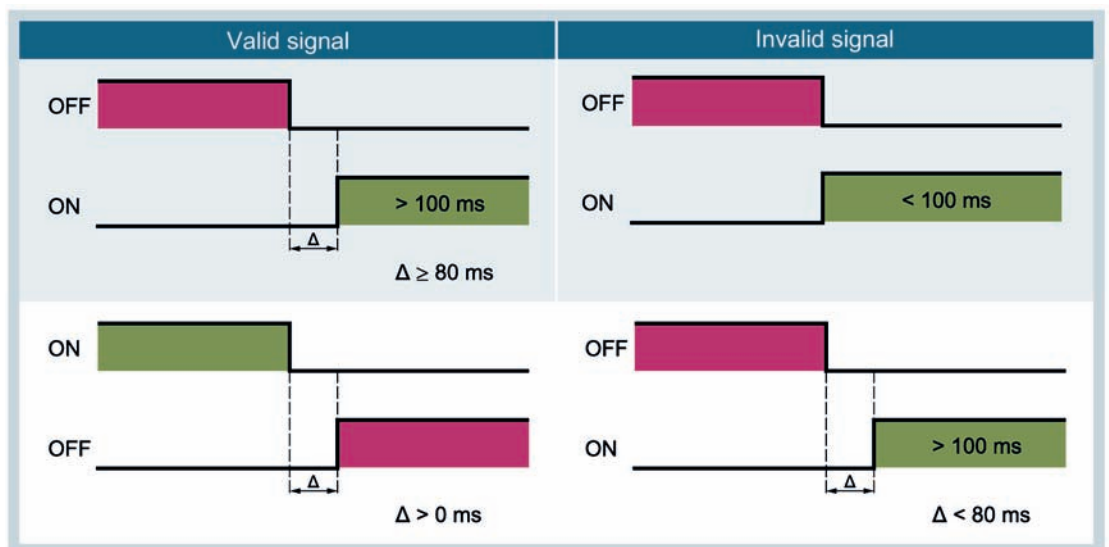 Valid signal
Invalid signal
OFF
ON
> 100 ms
Δ
Δ ≥ 80 ms
OFF
ON
< 100 ms
ON
OFF
Δ
Δ > 0 ms
OFF
ON
> 100 ms
Δ
Δ < 80 ms